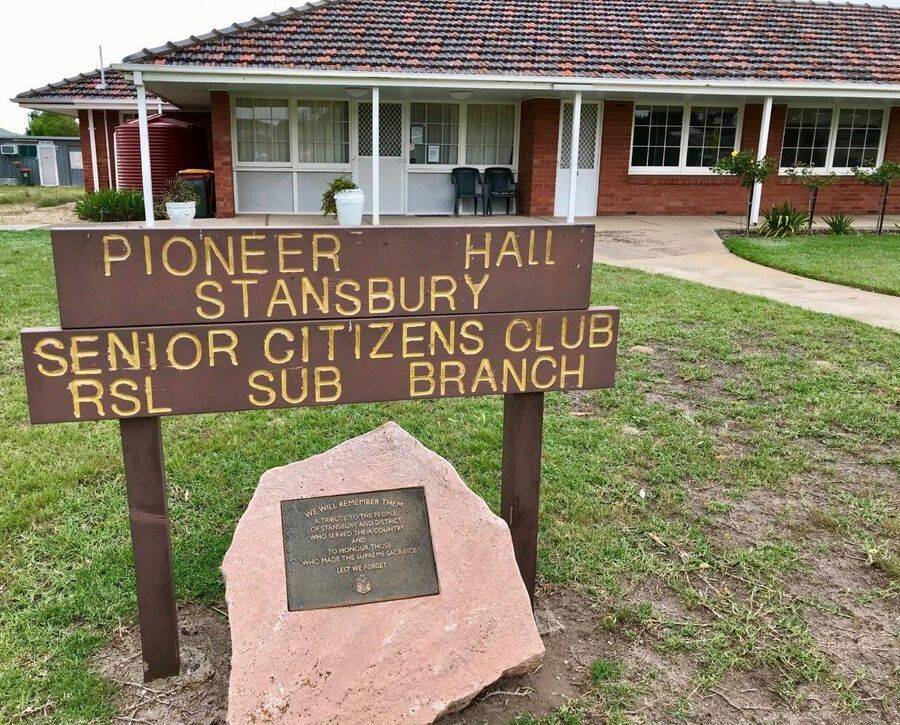 PIONEER HALL
STANSBURY
SENIOR CITIZENS CLUB
RSL SUB BRANCH
WE WILL REMEMBER THEM
A TRIBUTE TO THE PEOPLE
OF STANSBURY AND DISTRICT
WHO SERVED THEIR COUNTRY
AND
TO HONOUR THOSE
WHO MADE THE SUPREME SACRIFICE
LEST WE FORGET